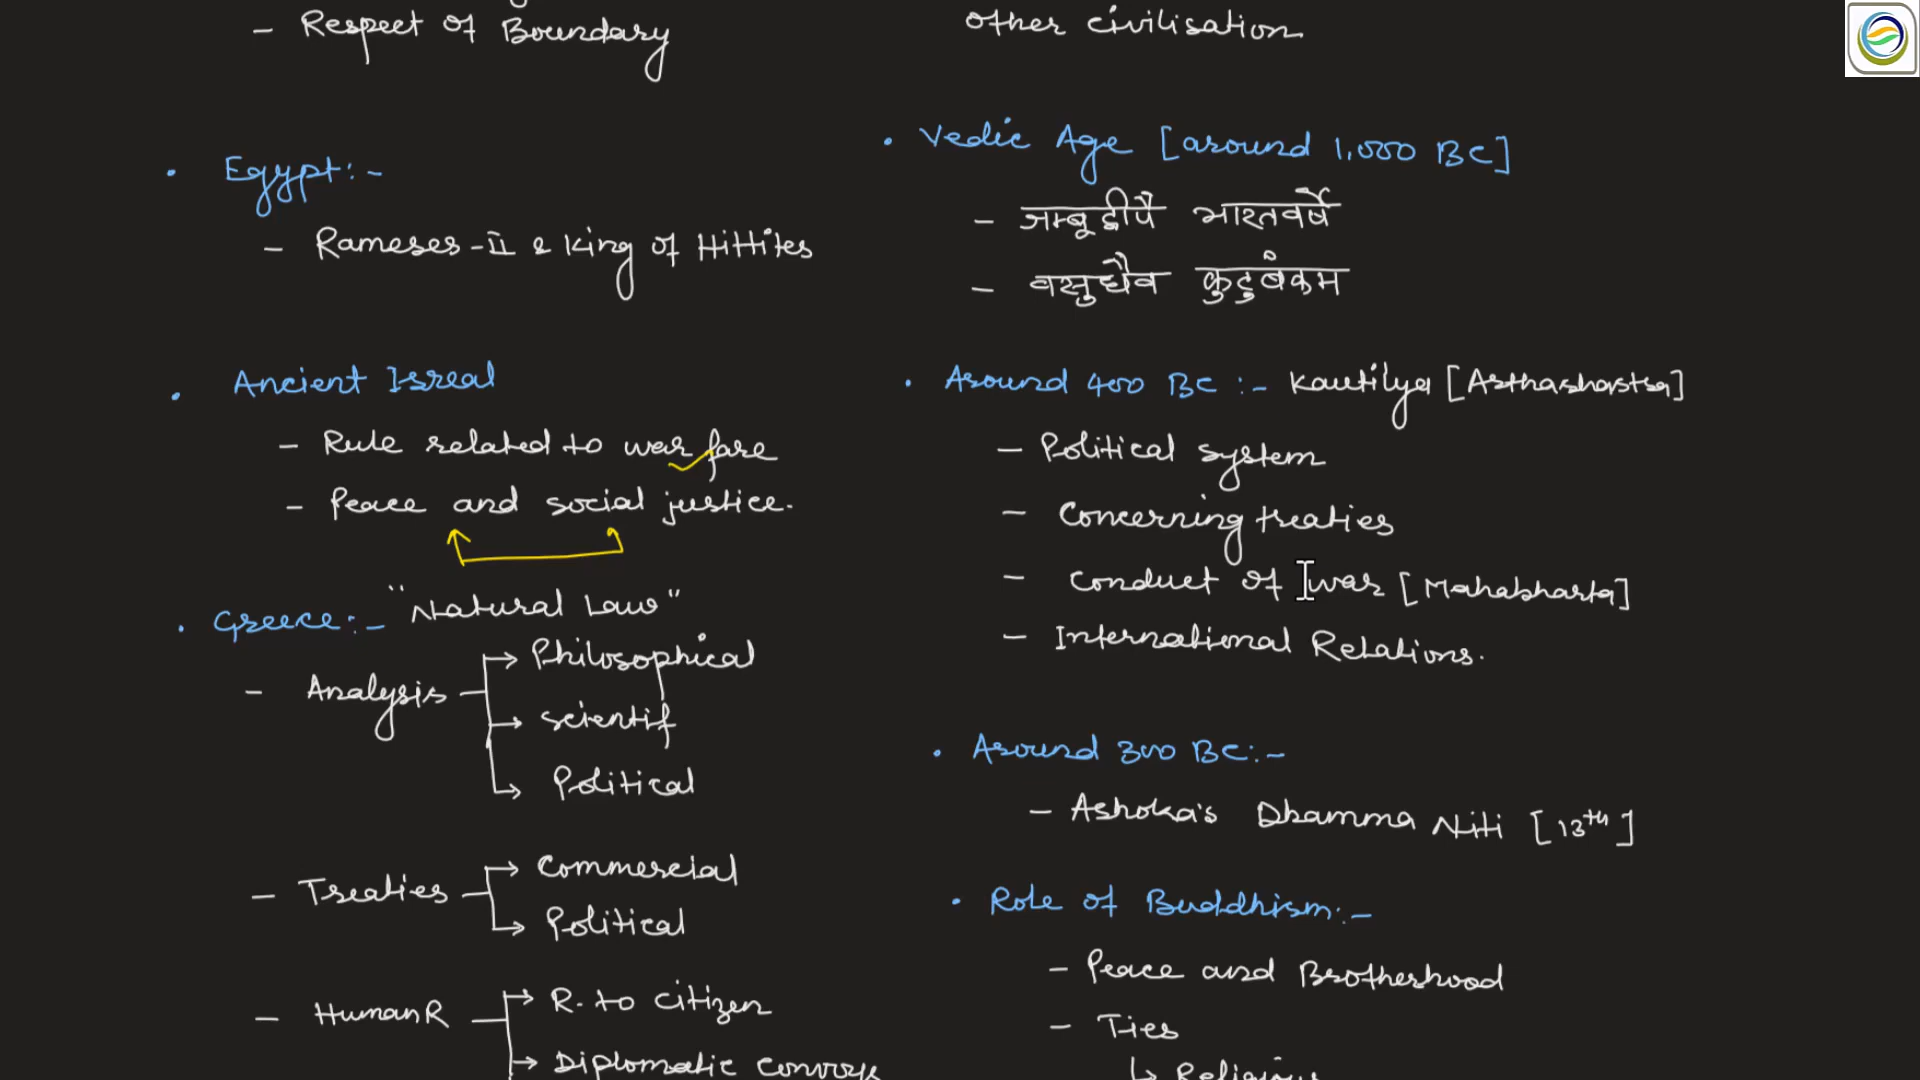 - Respect of Boundary
• Egypt:-
- Rameses-II & King of Hittites
• Ancient Isreal
- Rule related to warfare
- Peace and social justice.
• Greece:- "Natural Law"
- Analysis
→ Philosophical
→ scientif
→ Political
- Treaties
→ Commercial
→ Political
- Human R
→ R. to citizen
→ Diplomatic convoys
other civilisation
• Vedic Age [around 1,000 BC]
- जम्बूद्वीपै भारतवर्षे
- वसुधैव कुटुबंकम
• Around 400 BC :- Kautilya [Arthashastra]
- Political system
- Concerning treaties
- conduct of war [Mahabharta]
- International Relations.
• Around 300 BC:-
- Ashoka's Dhamma Niti [13th]
• Role of Buddhism:-
- Peace and Brotherhood
- Ties
↳ Religious